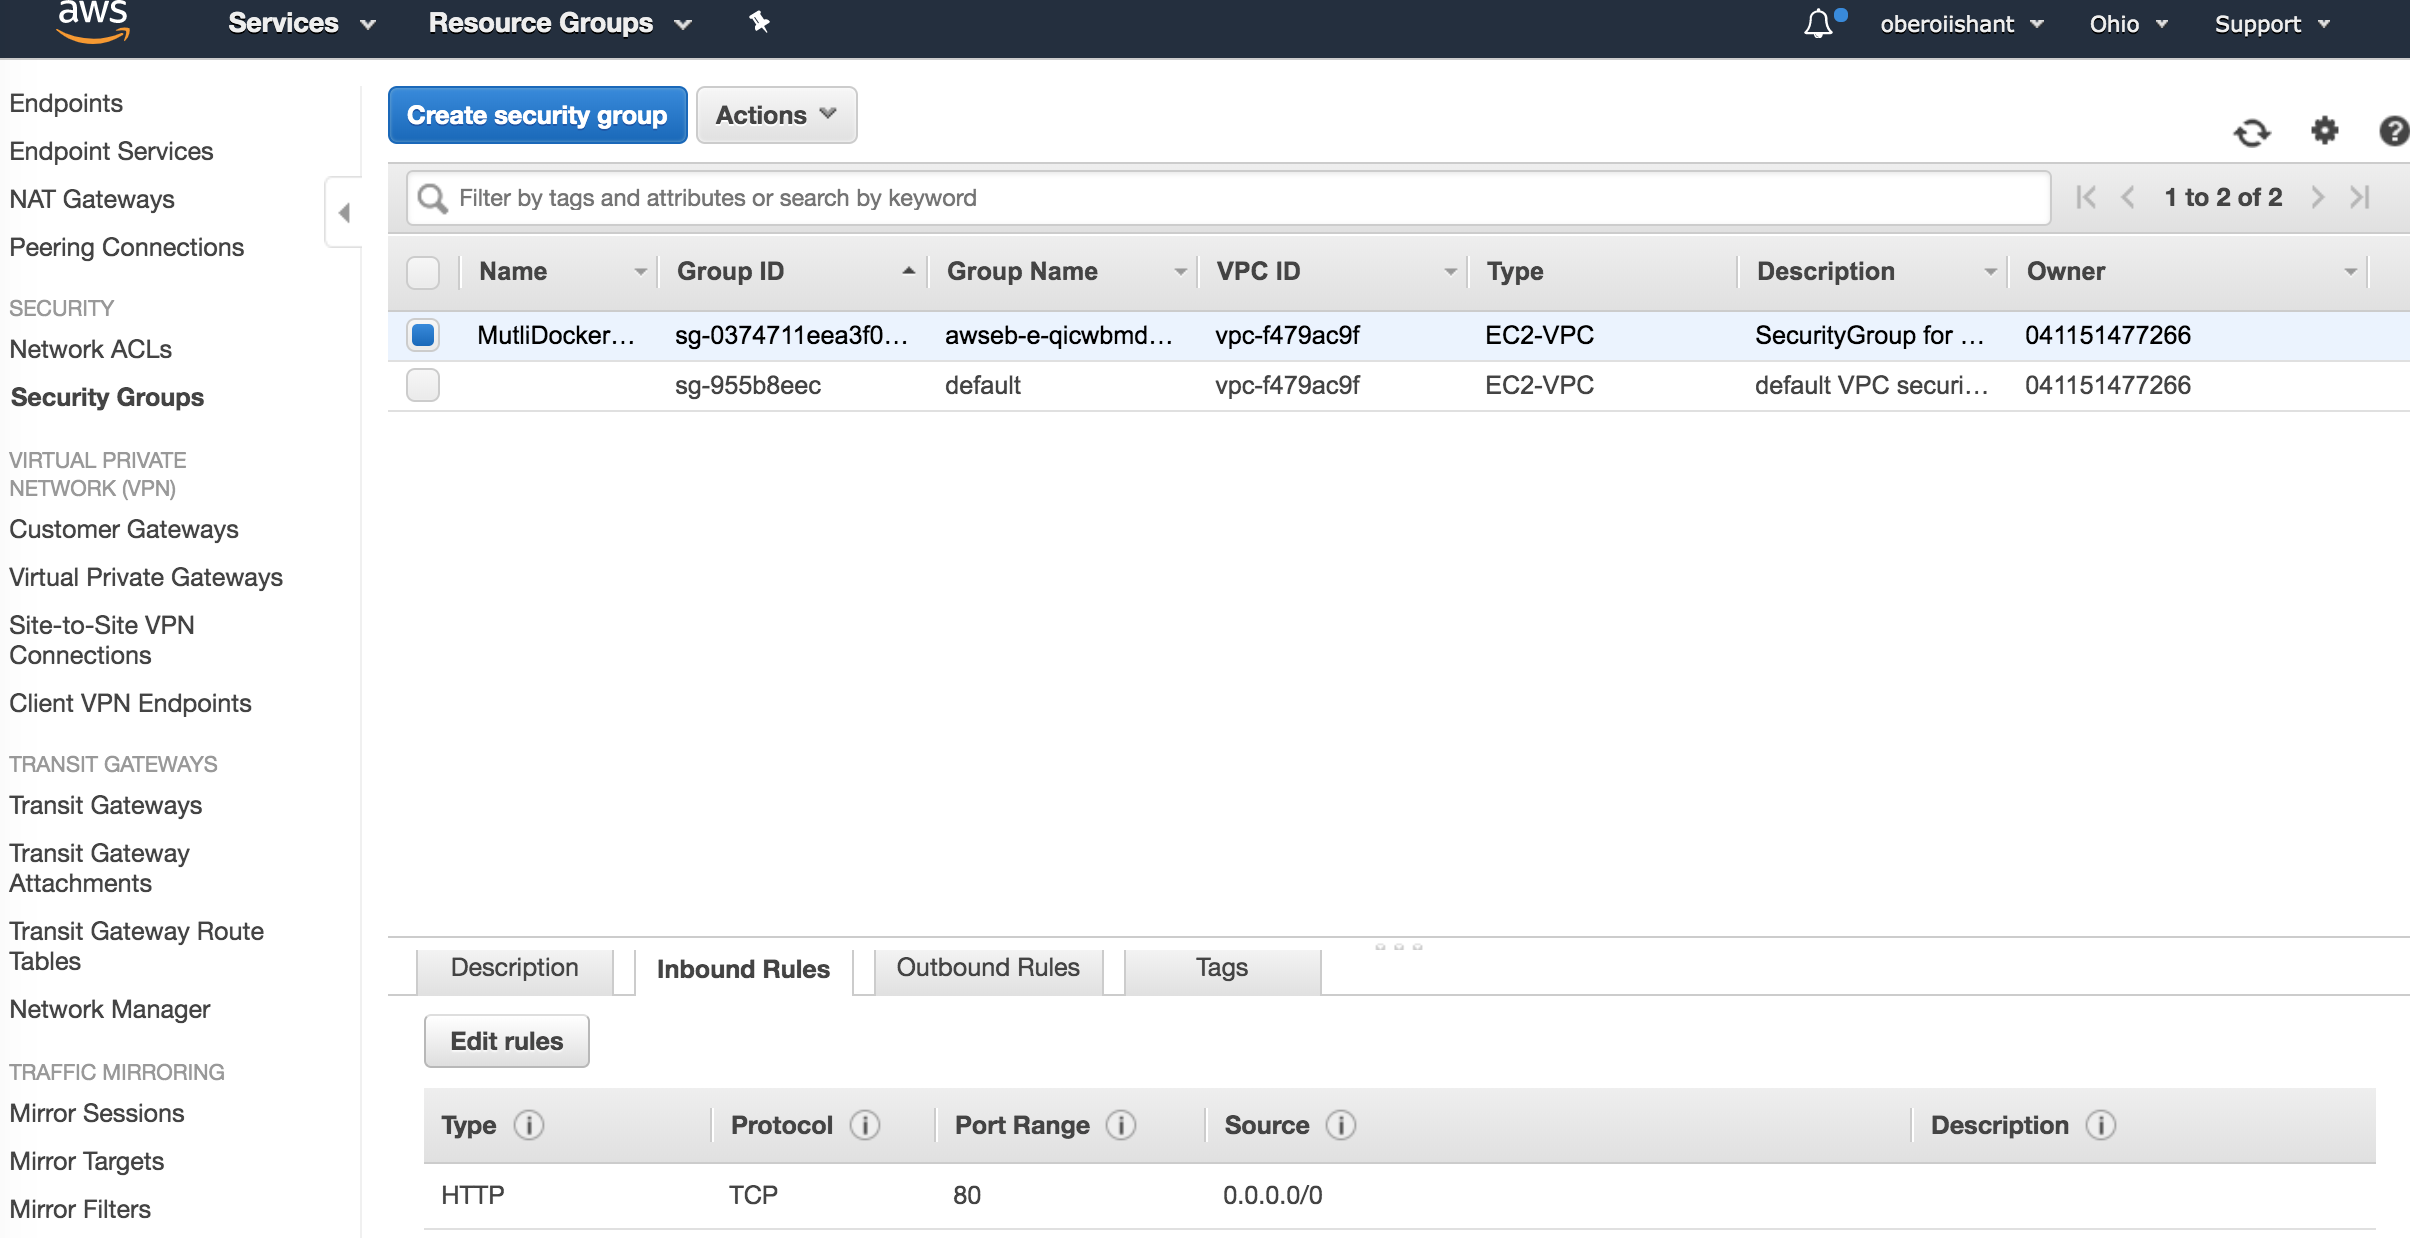 aws Services Resource Groups oberoiishant Ohio Support
Endpoints
Endpoint Services
NAT Gateways
Peering Connections
SECURITY
Network ACLs
Security Groups
VIRTUAL PRIVATE
NETWORK (VPN)
Customer Gateways
Virtual Private Gateways
Site-to-Site VPN
Connections
Client VPN Endpoints
TRANSIT GATEWAYS
Transit Gateways
Transit Gateway
Attachments
Transit Gateway Route
Tables
Network Manager
TRAFFIC MIRRORING
Mirror Sessions
Mirror Targets
Mirror Filters
Create security group Actions
Filter by tags and attributes or search by keyword 1 to 2 of 2
Name Group ID Group Name VPC ID Type Description Owner
MutliDocker... sg-0374711eea3f0... awseb-e-qicwbmd... vpc-f479ac9f EC2-VPC SecurityGroup for ... 041151477266
sg-955b8eec default vpc-f479ac9f EC2-VPC default VPC securi... 041151477266
Description Inbound Rules Outbound Rules Tags
Edit rules
Type Protocol Port Range Source Description
HTTP TCP 80 0.0.0.0/0